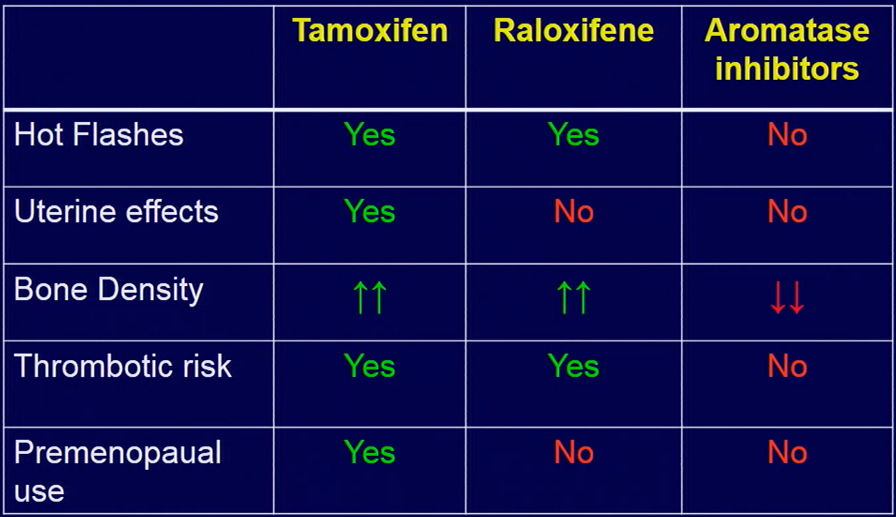 Tamoxifen Raloxifene Aromatase
inhibitors
Hot Flashes Yes Yes No
Uterine effects Yes No No
Bone Density ↑↑ ↑↑ ↓↓
Thrombotic risk Yes Yes No
Premenopaual Yes No No
use